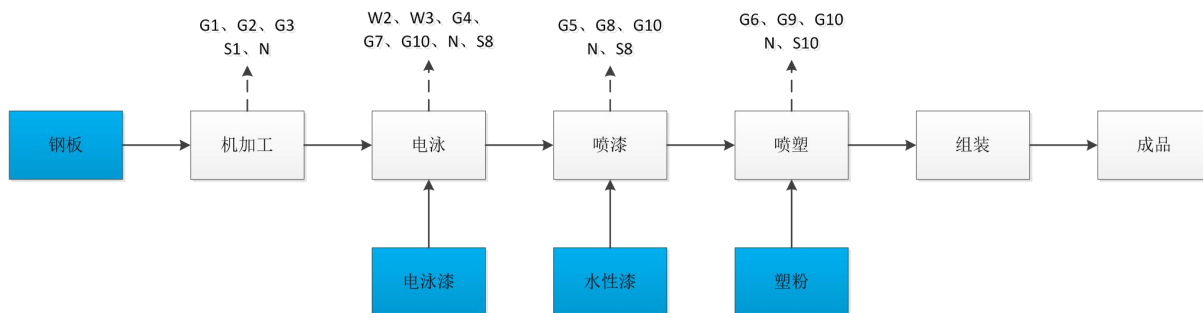 G1、G2、G3
S1、N
W2、W3、G4、
G7、G10、N、S8
G5、G8、G10
N、S8
G6、G9、G10
N、S10
钢板
机加工
电泳
喷漆
喷塑
组装
成品
电泳漆
水性漆
塑粉